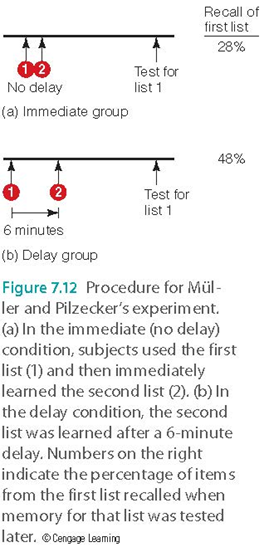 Recall of
first list
28%
1 2
No delay
Test for
list 1
(a) Immediate group
48%
1
2
Test for
list 1
6 minutes
(b) Delay group
Figure 7.12 Procedure for Mül-
ler and Pilzecker's experiment.
(a) In the immediate (no delay)
condition, subjects used the first
list (1) and then immediately
learned the second list (2). (b) In
the delay condition, the second
list was learned after a 6-minute
delay. Numbers on the right
indicate the percentage of items
from the first list recalled when
memory for that list was tested
later. © Cengage Learning